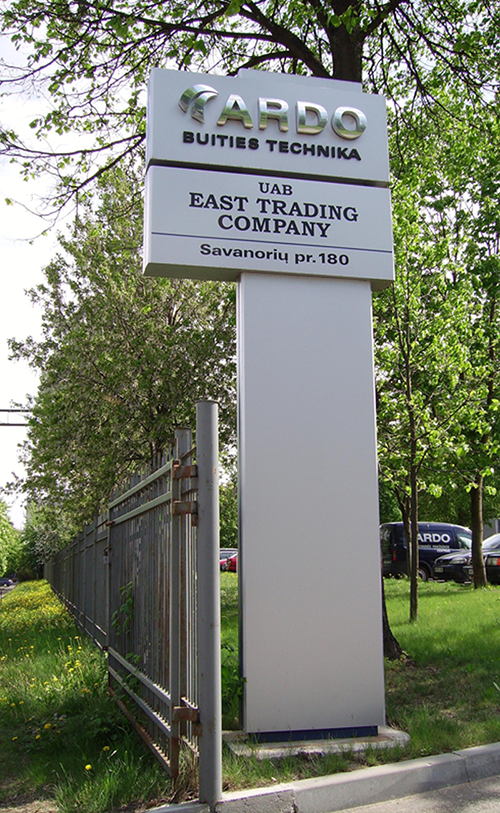 ARDO
BUITIES TECHNIKA
UAB
EAST TRADING
COMPANY
Savanorių pr. 180
ARDO